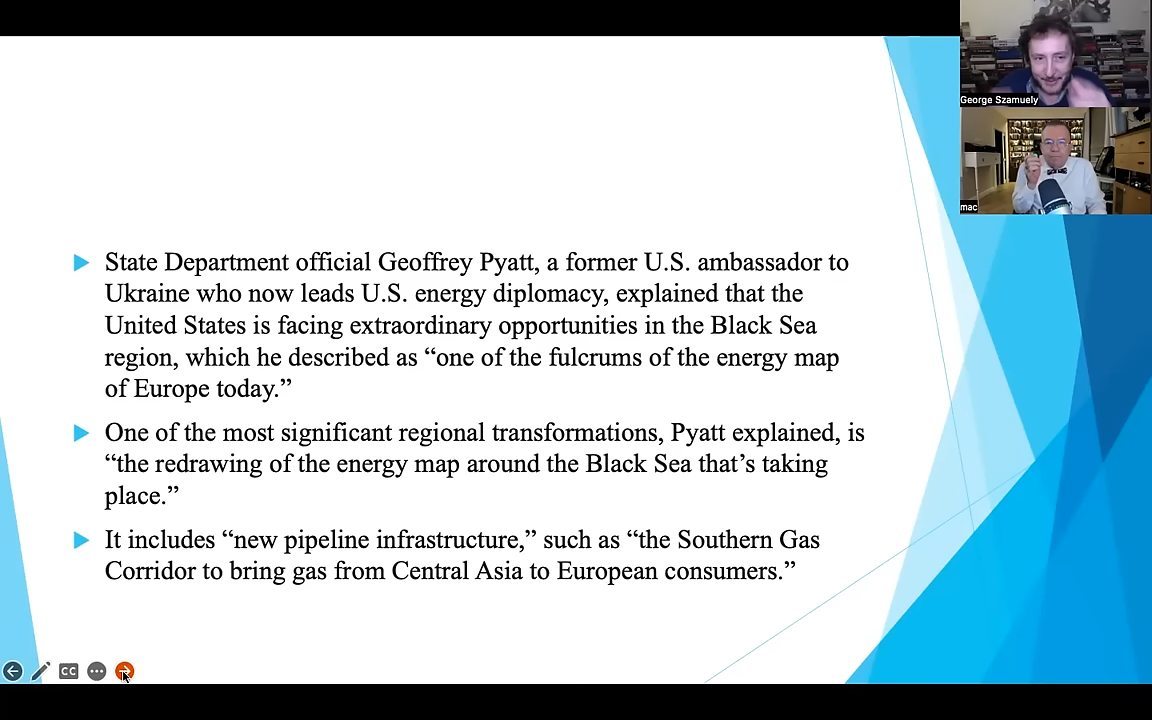 George Szamuely
mac
State Department official Geoffrey Pyatt, a former U.S. ambassador to
Ukraine who now leads U.S. energy diplomacy, explained that the
United States is facing extraordinary opportunities in the Black Sea
region, which he described as “one of the fulcrums of the energy map
of Europe today.”
One of the most significant regional transformations, Pyatt explained, is
“the redrawing of the energy map around the Black Sea that’s taking
place.”
It includes “new pipeline infrastructure,” such as “the Southern Gas
Corridor to bring gas from Central Asia to European consumers.”
CC